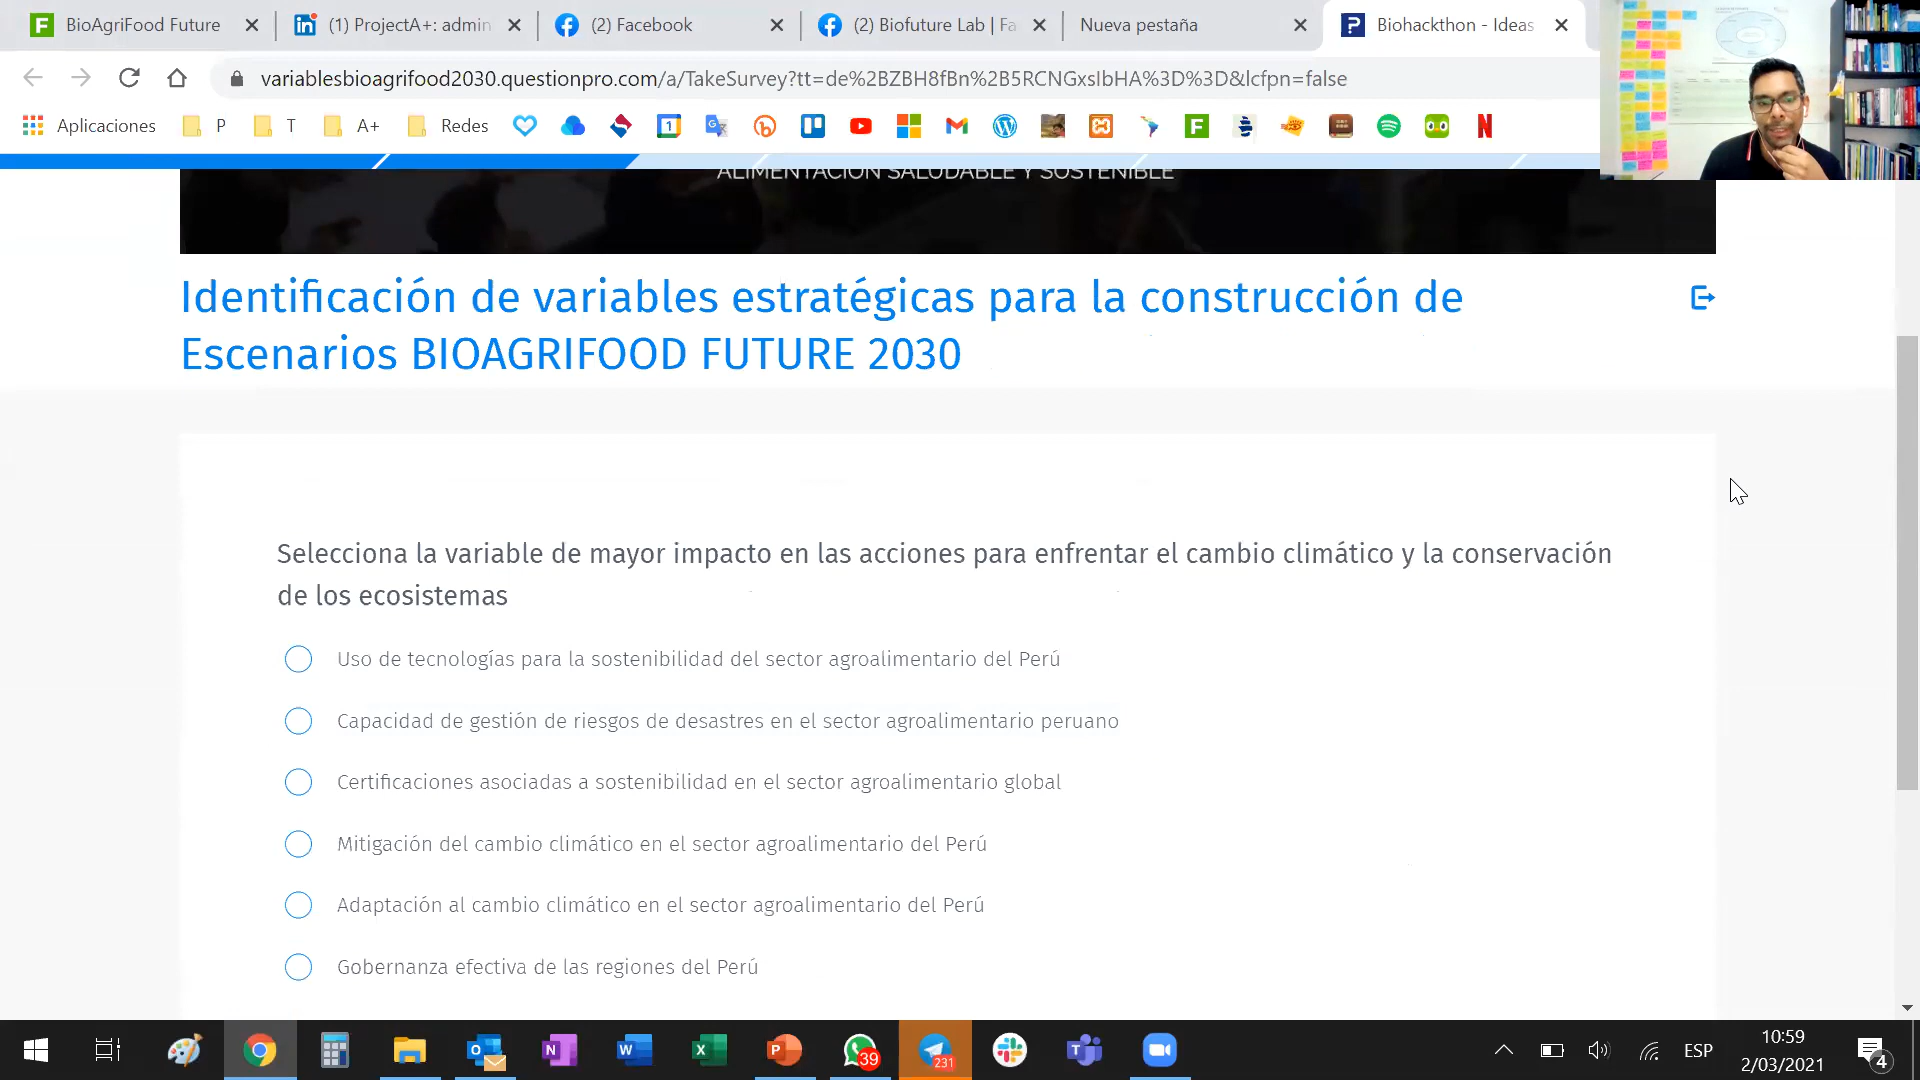 BioAgriFood Future
(1) ProjectA+: admin
(2) Facebook
(2) Biofuture Lab | Fa
Nueva pestaña
Biohackthon - Ideas
variablesbioagrifood2030.questionpro.com/a/TakeSurvey?tt=de%2BZBH8fBn%2B5RCNGxsIbHA%3D%3D&lcfpn=false
Aplicaciones
P
T
A+
Redes
ALIMENTACIÓN SALUDABLE Y SOSTENIBLE
Identificación de variables estratégicas para la construcción de
Escenarios BIOAGRIFOOD FUTURE 2030
Selecciona la variable de mayor impacto en las acciones para enfrentar el cambio climático y la conservación
de los ecosistemas
Uso de tecnologías para la sostenibilidad del sector agroalimentario del Perú
Capacidad de gestión de riesgos de desastres en el sector agroalimentario peruano
Certificaciones asociadas a sostenibilidad en el sector agroalimentario global
Mitigación del cambio climático en el sector agroalimentario del Perú
Adaptación al cambio climático en el sector agroalimentario del Perú
Gobernanza efectiva de las regiones del Perú
39
231
ESP
10:59
2/03/2021
4